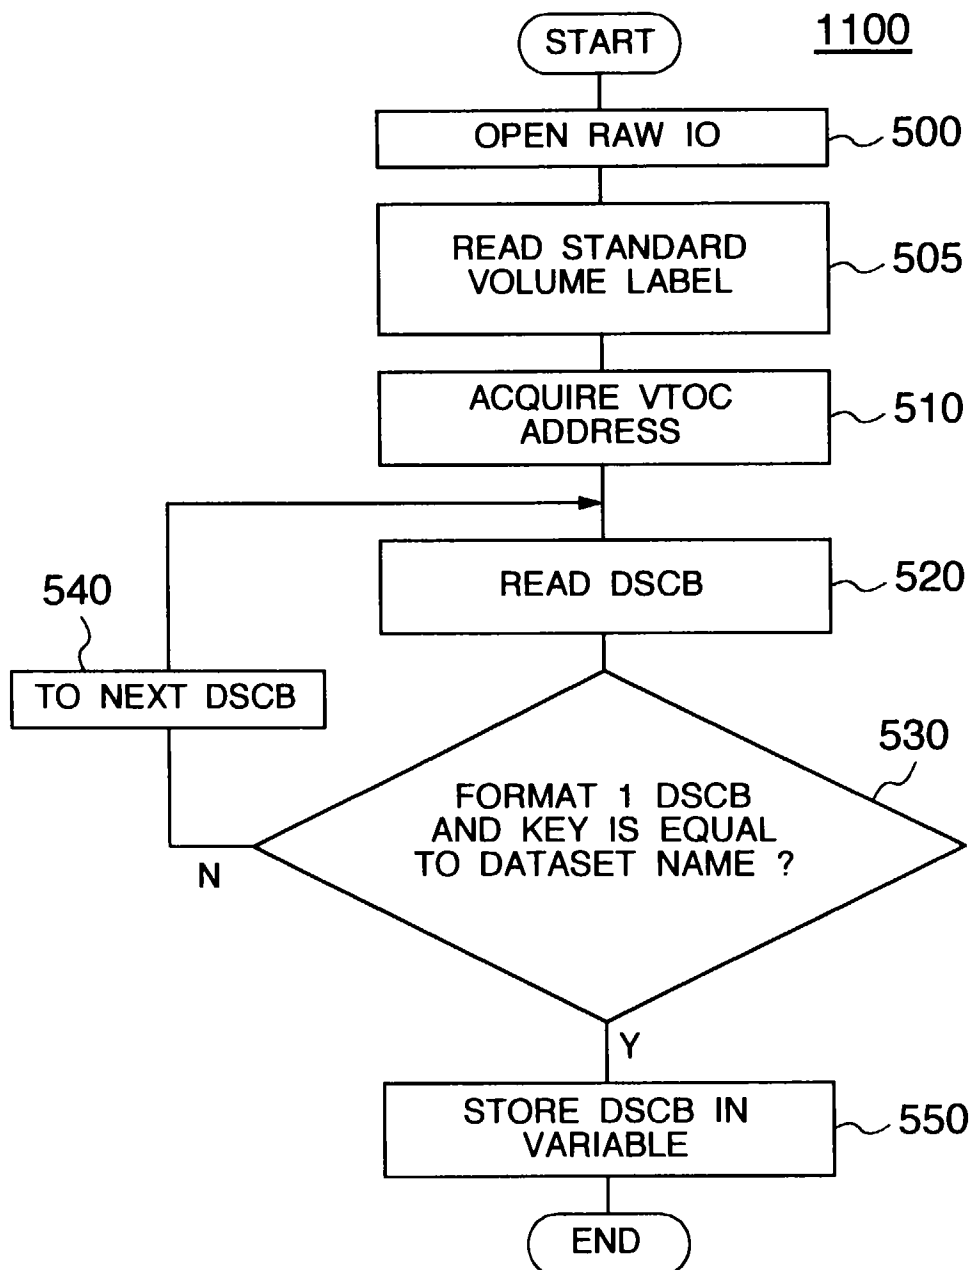 1100
START
OPEN RAW IO
500
READ STANDARD
VOLUME LABEL
505
ACQUIRE VTOC
ADDRESS
510
READ DSCB
520
540
TO NEXT DSCB
530
FORMAT 1 DSCB
AND KEY IS EQUAL
TO DATASET NAME ?
N
Y
STORE DSCB IN
VARIABLE
550
END